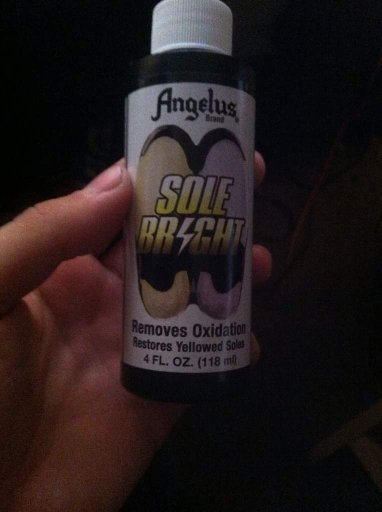 Angelus®
Brand
SOLE
BRIGHT
Removes Oxidation
Restores Yellowed Soles
4 FL. OZ. (118 ml)